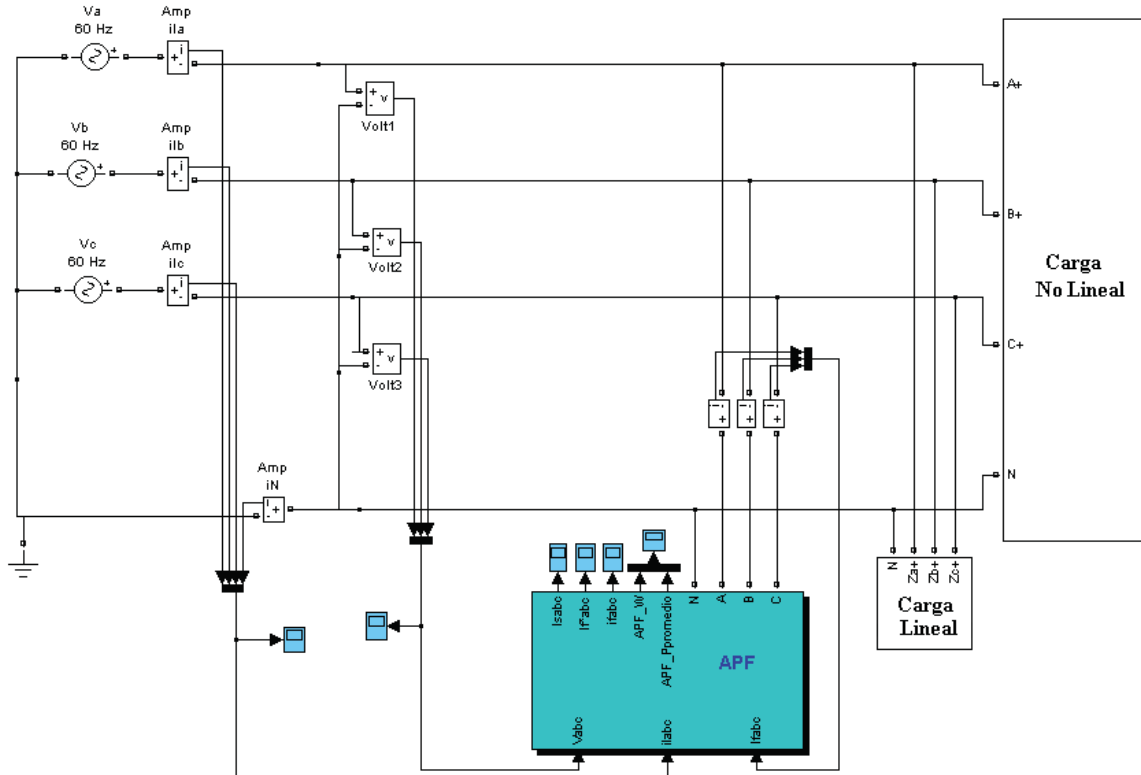 Va
60 Hz
Amp
ila
Volt1
Vb
60 Hz
Amp
ilb
Volt2
Vc
60 Hz
Amp
ilc
Volt3
Amp
iN
A+
B+
C+
N
Carga
No Lineal
N
Za+
Zb+
Zc+
Carga
Lineal
Isabc
If*abc
ifabc
APF_W
APF_Ppromedio
N
A
B
C
APF
Vabc
ilabc
Ifabc